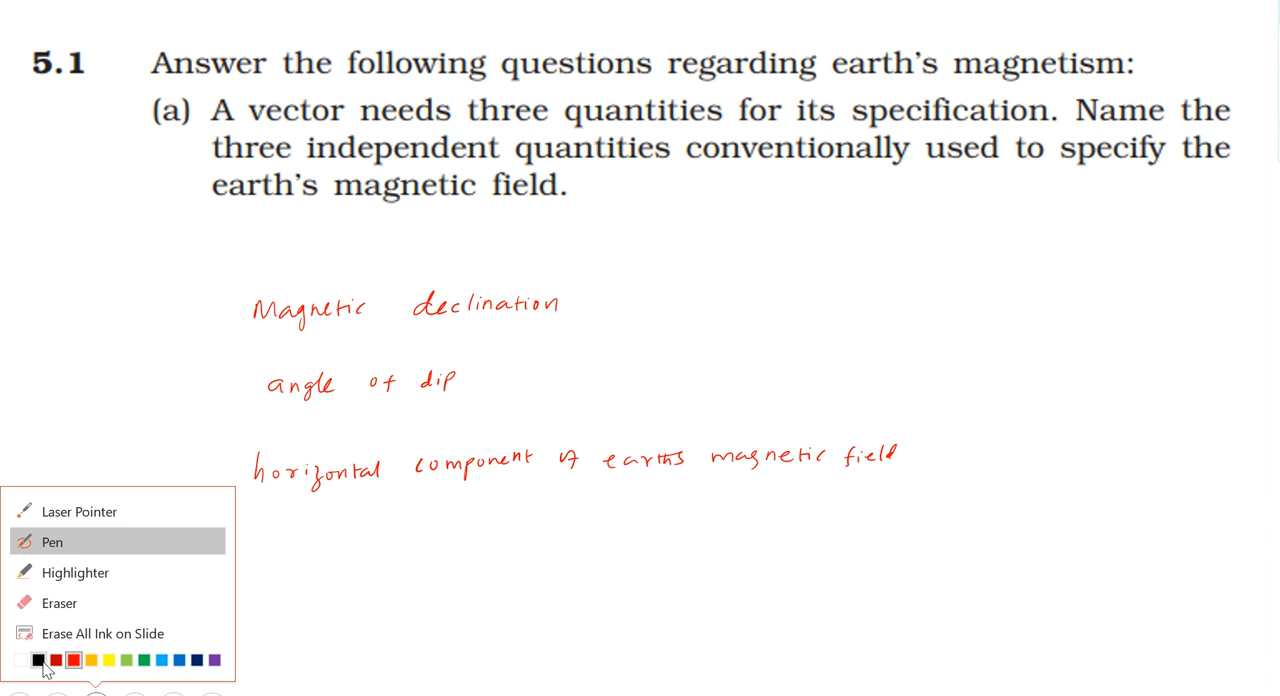 5.1 Answer the following questions regarding earth's magnetism:
(a) A vector needs three quantities for its specification. Name the
three independent quantities conventionally used to specify the
earth's magnetic field.
Magnetic declination
angle of dip
horizontal component of earths magnetic field
Laser Pointer
Pen
Highlighter
Eraser
Erase All Ink on Slide